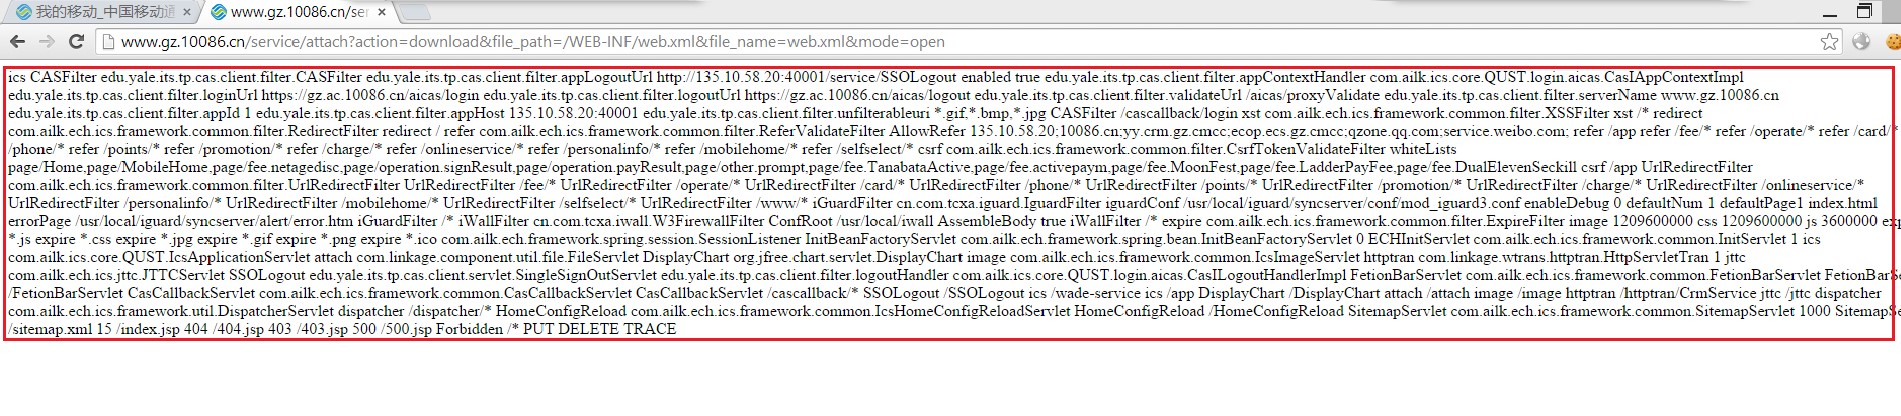 我的移动_中国移动通
www.gz.10086.cn/ser
www.gz.10086.cn/service/attach?action=download&file_path=/WEB-INF/web.xml&file_name=web.xml&mode=open
ics CASFilter edu.yale.its.tp.cas.client.filter.CASFilter edu.yale.its.tp.cas.client.filter.appLogoutUrl http://135.10.58.20:40001/service/SSOLogout enabled true edu.yale.its.tp.cas.client.filter.appContextHandler com.ailk.ics.core.QUST.login.aicas.CasIAppContextImpl
edu.yale.its.tp.cas.client.filter.loginUrl https://gz.ac.10086.cn/aicas/login edu.yale.its.tp.cas.client.filter.logoutUrl https://gz.ac.10086.cn/aicas/logout edu.yale.its.tp.cas.client.filter.validateUrl /aicas/proxyValidate edu.yale.its.tp.cas.client.filter.serverName www.gz.10086.cn
edu.yale.its.tp.cas.client.filter.appId 1 edu.yale.its.tp.cas.client.filter.appHost 135.10.58.20:40001 edu.yale.its.tp.cas.client.filter.unfilterableuri *.gif,*.bmp,*.jpg CASFilter /cascallback/login xst com.ailk.ech.ics.framework.common.filter.XSSFilter xst /* redirect
com.ailk.ech.ics.framework.common.filter.RedirectFilter redirect / refer com.ailk.ech.ics.framework.common.filter.ReferValidateFilter AllowRefer 135.10.58.20;10086.cn;yy.crm.gz.cmcc;ecop.ecs.gz.cmcc;qzone.qq.com;service.weibo.com; refer /app refer /fee/* refer /operate/* refer /card/*
/phone/* refer /points/* refer /promotion/* refer /charge/* refer /onlineservice/* refer /personalinfo/* refer /mobilehome/* refer /selfselect/* csrf com.ailk.ech.ics.framework.common.filter.CsrfTokenValidateFilter whiteLists
page/Home,page/MobileHome,page/fee.netagedisc,page/operation.signResult,page/operation.payResult,page/other.prompt,page/fee.TanabataActive,page/fee.activepaym,page/fee.MoonFest,page/fee.LadderPayFee,page/fee.DualElevenSeckill csrf /app UrlRedirectFilter
com.ailk.ech.ics.framework.common.filter.UrlRedirectFilter UrlRedirectFilter /fee/* UrlRedirectFilter /operate/* UrlRedirectFilter /card/* UrlRedirectFilter /phone/* UrlRedirectFilter /points/* UrlRedirectFilter /promotion/* UrlRedirectFilter /charge/* UrlRedirectFilter /onlineservice/*
UrlRedirectFilter /personalinfo/* UrlRedirectFilter /mobilehome/* UrlRedirectFilter /selfselect/* UrlRedirectFilter /www/* iGuardFilter cn.com.tcxa.iguard.IguardFilter iguardConf /usr/local/iguard/syncserver/conf/mod_iguard3.conf enableDebug 0 defaultNum 1 defaultPage1 index.html
errorPage /usr/local/iguard/syncserver/alert/error.htm iGuardFilter /* iWallFilter cn.com.tcxa.iwall.W3FirewallFilter ConfRoot /usr/local/iwall AssembleBody true iWallFilter /* expire com.ailk.ech.ics.framework.common.filter.ExpireFilter image 1209600000 css 1209600000 js 3600000 exp
*.js expire *.css expire *.jpg expire *.gif expire *.png expire *.ico com.ailk.ech.framework.spring.session.SessionListener InitBeanFactoryServlet com.ailk.ech.framework.spring.bean.InitBeanFactoryServlet 0 ECHInitServlet com.ailk.ech.ics.framework.common.InitServlet 1 ics
com.ailk.ics.core.QUST.IcsApplicationServlet attach com.linkage.component.util.file.FileServlet DisplayChart org.jfree.chart.servlet.DisplayChart image com.ailk.ech.ics.framework.common.IcsImageServlet httptran com.linkage.wtrans.httptran.HttpServletTran 1 jttc
com.ailk.ech.ics.jttc.JTTCServlet SSOLogout edu.yale.its.tp.cas.client.servlet.SingleSignOutServlet edu.yale.its.tp.cas.client.filter.logoutHandler com.ailk.ics.core.QUST.login.aicas.CasILogoutHandlerImpl FetionBarServlet com.ailk.ech.ics.framework.common.FetionBarServlet FetionBarSe
/FetionBarServlet CasCallbackServlet com.ailk.ech.ics.framework.common.CasCallbackServlet CasCallbackServlet /cascallback/* SSOLogout /SSOLogout ics /wade-service ics /app DisplayChart /DisplayChart attach /attach image /image httptran /httptran/CrmService jttc /jttc dispatcher
com.ailk.ech.ics.framework.util.DispatcherServlet dispatcher /dispatcher/* HomeConfigReload com.ailk.ech.ics.framework.common.IcsHomeConfigReloadServlet HomeConfigReload /HomeConfigReload SitemapServlet com.ailk.ech.ics.framework.common.SitemapServlet 1000 SitemapSe
/sitemap.xml 15 /index.jsp 404 /404.jsp 403 /403.jsp 500 /500.jsp Forbidden /* PUT DELETE TRACE